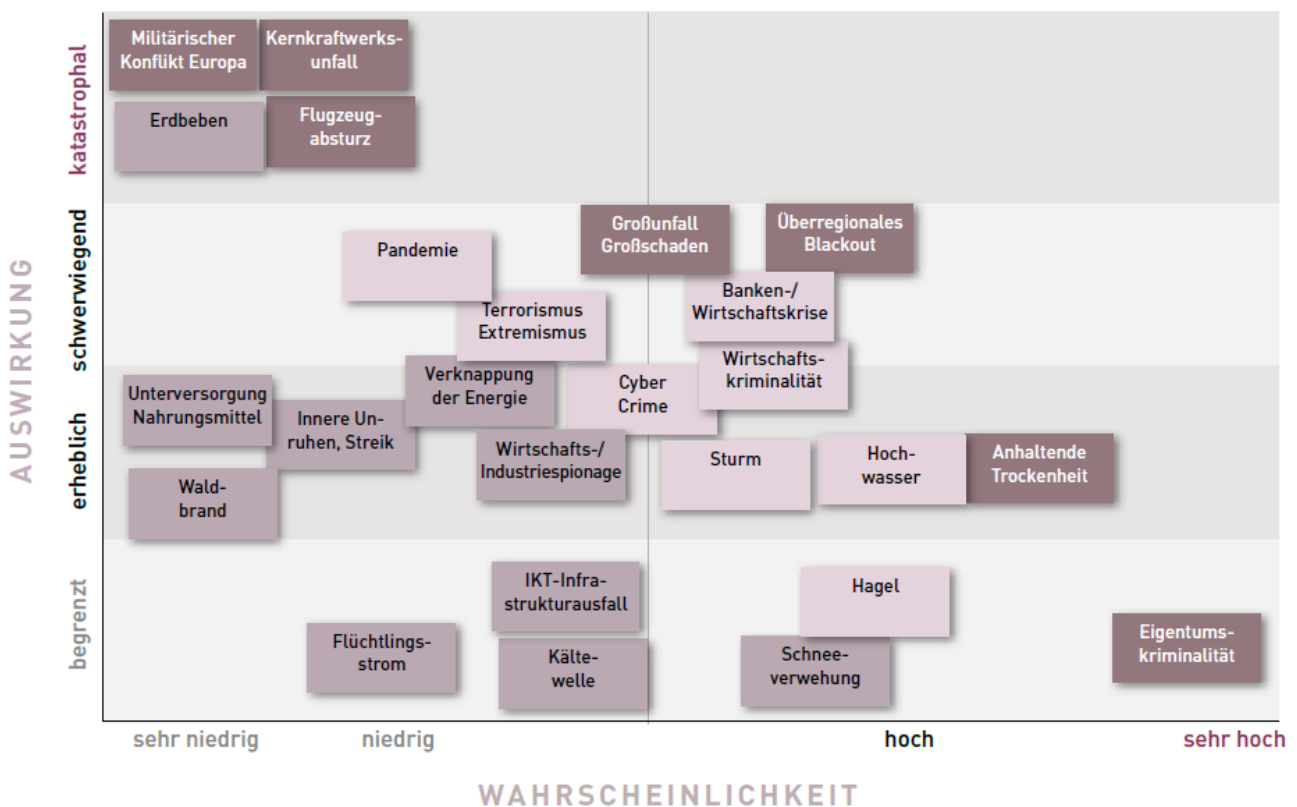 AUSWIRKUNG
katastrophal
schwerwiegend
erheblich
begrenzt
Militärischer
Konflikt Europa
Kernkraftwerks-
unfall
Erdbeben
Flugzeug-
absturz
Großunfall
Großschaden
Überregionales
Blackout
Pandemie
Banken-/
Wirtschaftskrise
Terrorismus
Extremismus
Wirtschafts-
kriminalität
Verknappung
der Energie
Cyber
Crime
Unterversorgung
Nahrungsmittel
Innere Un-
ruhen, Streik
Wirtschafts-/
Industriespionage
Sturm
Hoch-
wasser
Anhaltende
Trockenheit
Wald-
brand
IKT-Infra-
strukturausfall
Hagel
Flüchtlings-
strom
Kälte-
welle
Schnee-
verwehung
Eigentums-
kriminalität
sehr niedrig
niedrig
hoch
sehr hoch
WAHRSCHEINLICHKEIT